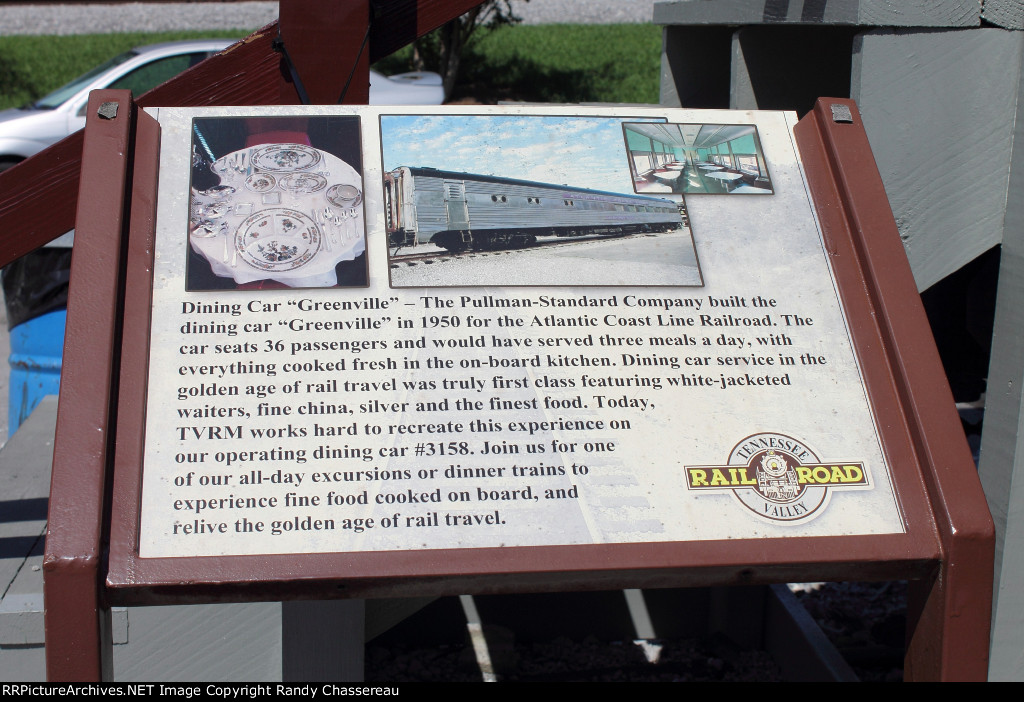 Dining Car “Greenville” – The Pullman-Standard Company built the
dining car “Greenville” in 1950 for the Atlantic Coast Line Railroad. The
car seats 36 passengers and would have served three meals a day, with
everything cooked fresh in the on-board kitchen. Dining car service in the
golden age of rail travel was truly first class featuring white-jacketed
waiters, fine china, silver and the finest food. Today,
TVRM works hard to recreate this experience on
our operating dining car #3158. Join us for one
of our all-day excursions or dinner trains to
experience fine food cooked on board, and
relive the golden age of rail travel.
TENNESSEE
RAIL ROAD
VALLEY
RRPictureArchives.NET Image Copyright Randy Chassereau